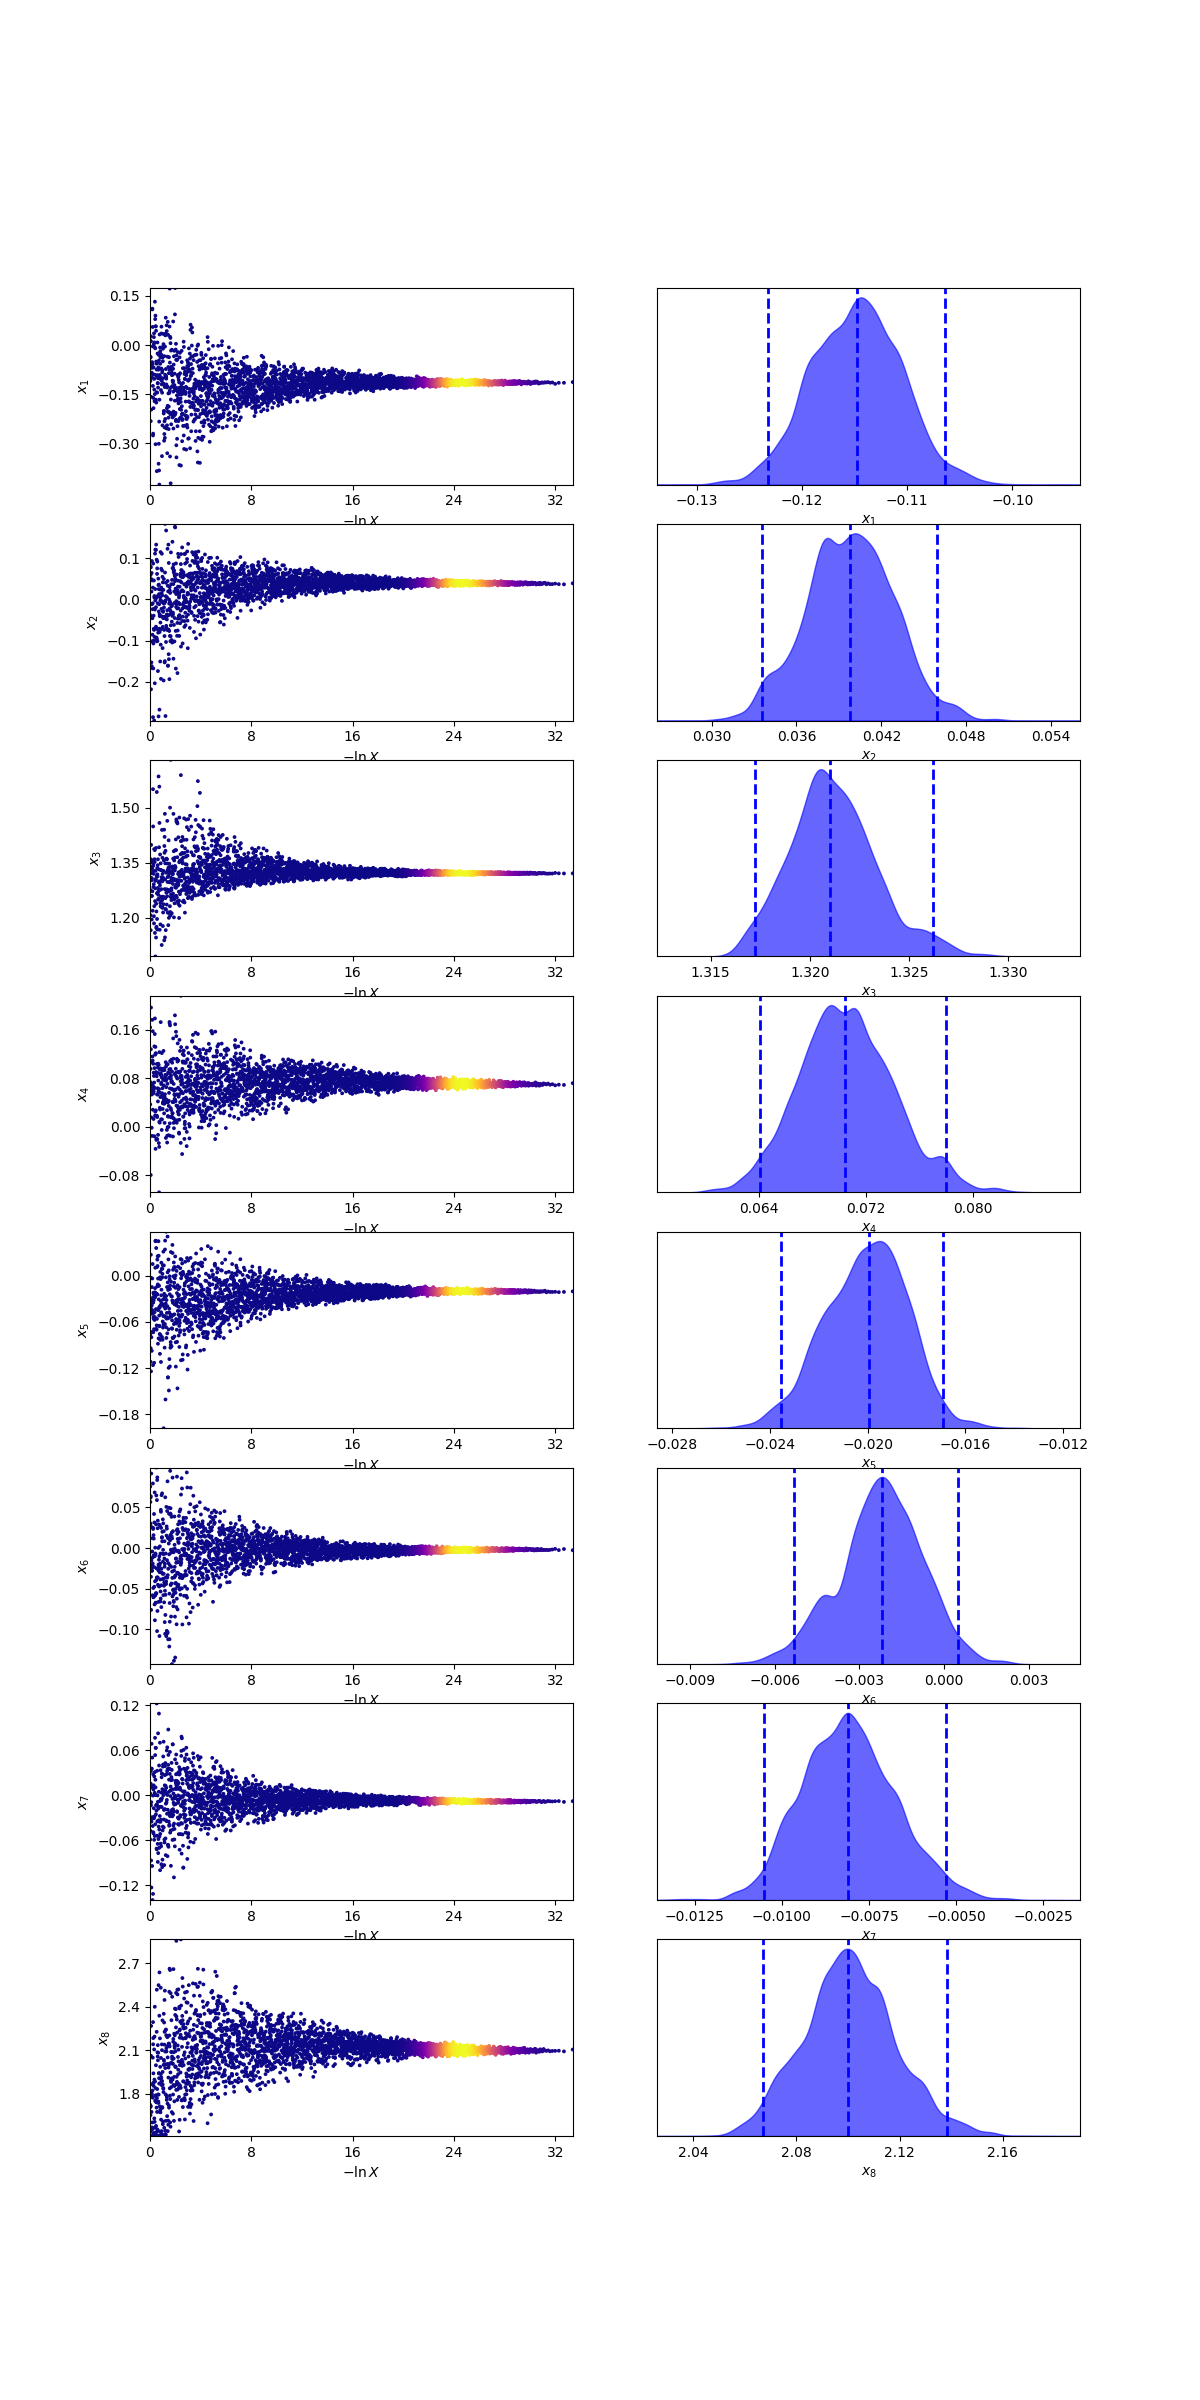 0.15
0.00
−0.15
−0.30
x₁
0 8 16 24 32
−ln X
−0.13 −0.12 −0.11 −0.10
x₁
0.1
0.0
−0.1
−0.2
x₂
0 8 16 24 32
−ln X
0.030 0.036 0.042 0.048 0.054
x₂
1.50
1.35
1.20
x₃
0 8 16 24 32
−ln X
1.315 1.320 1.325 1.330
x₃
0.16
0.08
0.00
−0.08
x₄
0 8 16 24 32
−ln X
0.064 0.072 0.080
x₄
0.00
−0.06
−0.12
−0.18
x₅
0 8 16 24 32
−ln X
−0.028 −0.024 −0.020 −0.016 −0.012
x₅
0.05
0.00
−0.05
−0.10
x₆
0 8 16 24 32
−ln X
−0.009 −0.006 −0.003 0.000 0.003
x₆
0.12
0.06
0.00
−0.06
−0.12
x₇
0 8 16 24 32
−ln X
−0.0125 −0.0100 −0.0075 −0.0050 −0.0025
x₇
2.7
2.4
2.1
1.8
x₈
0 8 16 24 32
−ln X
2.04 2.08 2.12 2.16
x₈